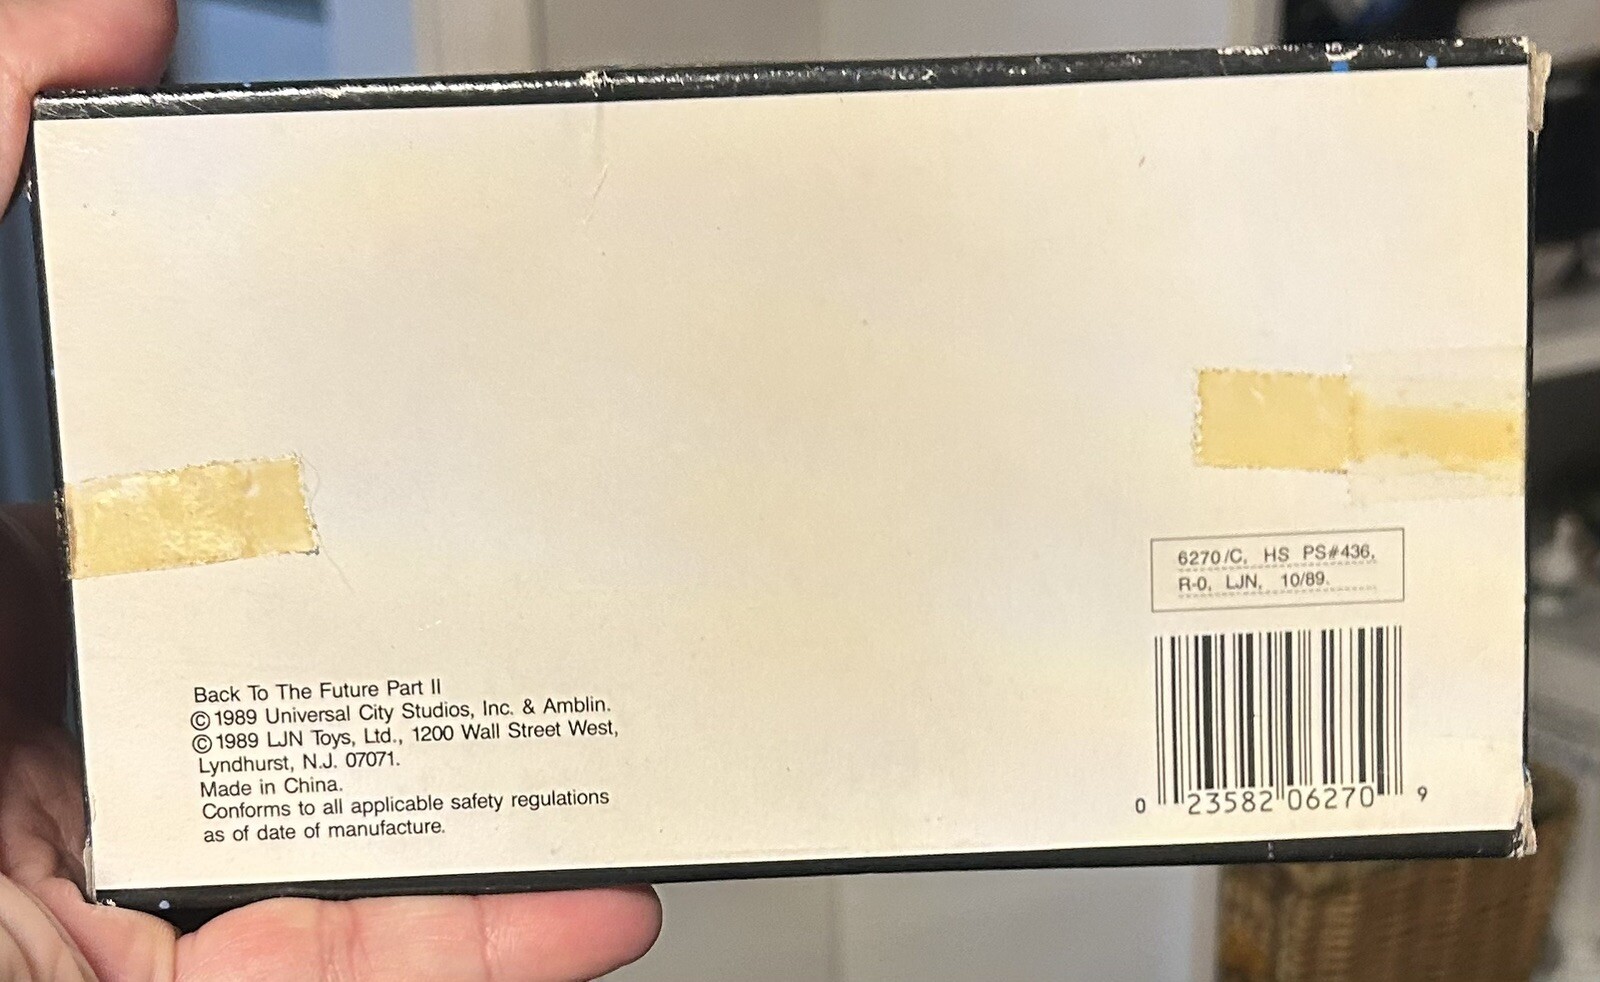 6270/C, HS PS#436,
R-0, LJN, 10/89.
Back To The Future Part II
© 1989 Universal City Studios, Inc. & Amblin.
© 1989 LJN Toys, Ltd., 1200 Wall Street West,
Lyndhurst, N.J. 07071.
Made in China.
Conforms to all applicable safety regulations
as of date of manufacture.
0 23582 06270 9